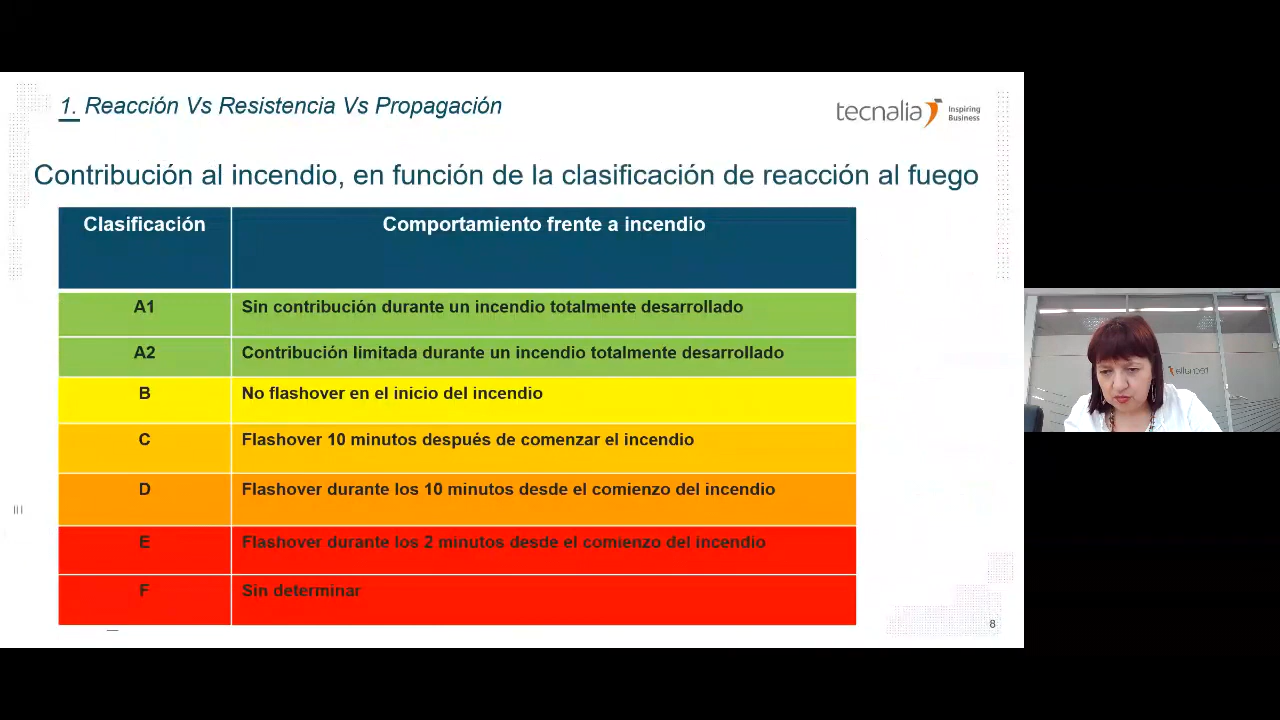 1. Reacción Vs Resistencia Vs Propagación
tecnalia Inspiring
Business
Contribución al incendio, en función de la clasificación de reacción al fuego
Clasificación Comportamiento frente a incendio
A1 Sin contribución durante un incendio totalmente desarrollado
A2 Contribución limitada durante un incendio totalmente desarrollado
B No flashover en el inicio del incendio
C Flashover 10 minutos después de comenzar el incendio
D Flashover durante los 10 minutos desde el comienzo del incendio
E Flashover durante los 2 minutos desde el comienzo del incendio
F Sin determinar
8
tecnalia